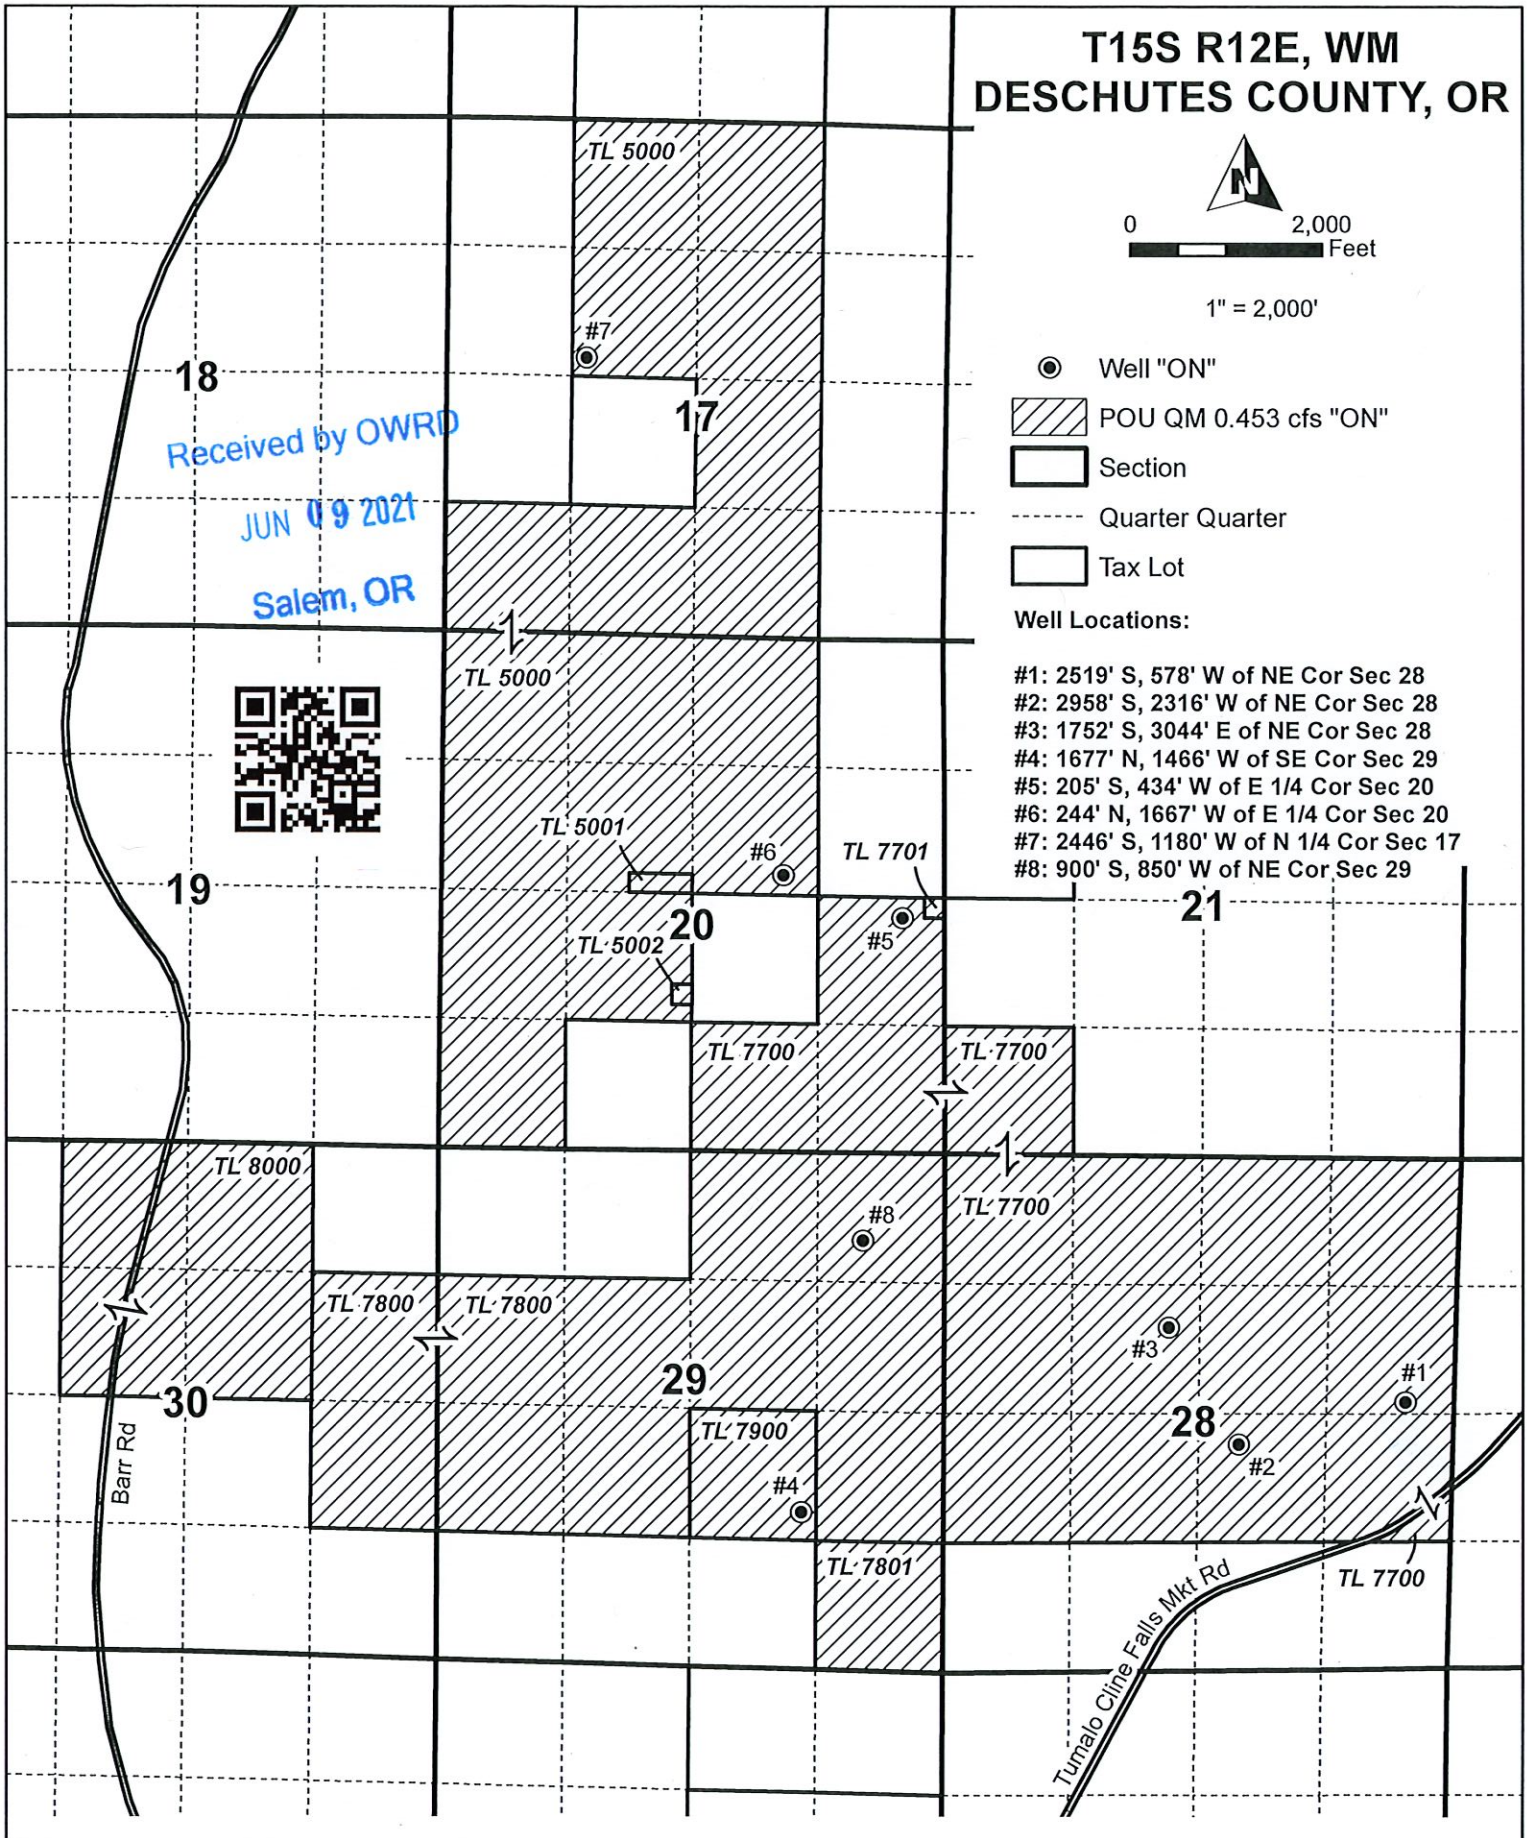 T15S R12E, WM
DESCHUTES COUNTY, OR
N
0 2,000
Feet
1" = 2,000'
Well "ON"
POU QM 0.453 cfs "ON"
Section
Quarter Quarter
Tax Lot
Well Locations:
#1: 2519' S, 578' W of NE Cor Sec 28
#2: 2958' S, 2316' W of NE Cor Sec 28
#3: 1752' S, 3044' E of NE Cor Sec 28
#4: 1677' N, 1466' W of SE Cor Sec 29
#5: 205' S, 434' W of E 1/4 Cor Sec 20
#6: 244' N, 1667' W of E 1/4 Cor Sec 20
#7: 2446' S, 1180' W of N 1/4 Cor Sec 17
#8: 900' S, 850' W of NE Cor Sec 29
TL 5000
#7
18
17
Received by OWRD
JUN 09 2021
Salem, OR
TL 5000
TL 5001
#6
TL 7701
19
20
21
#5
TL 5002
TL 7700
TL 7700
TL 8000
TL 7700
#8
TL 7800
TL 7800
#3
29
#1
30
28
TL 7900
#2
Barr Rd
#4
TL 7801
TL 7700
Tumalo Cline Falls Mkt Rd